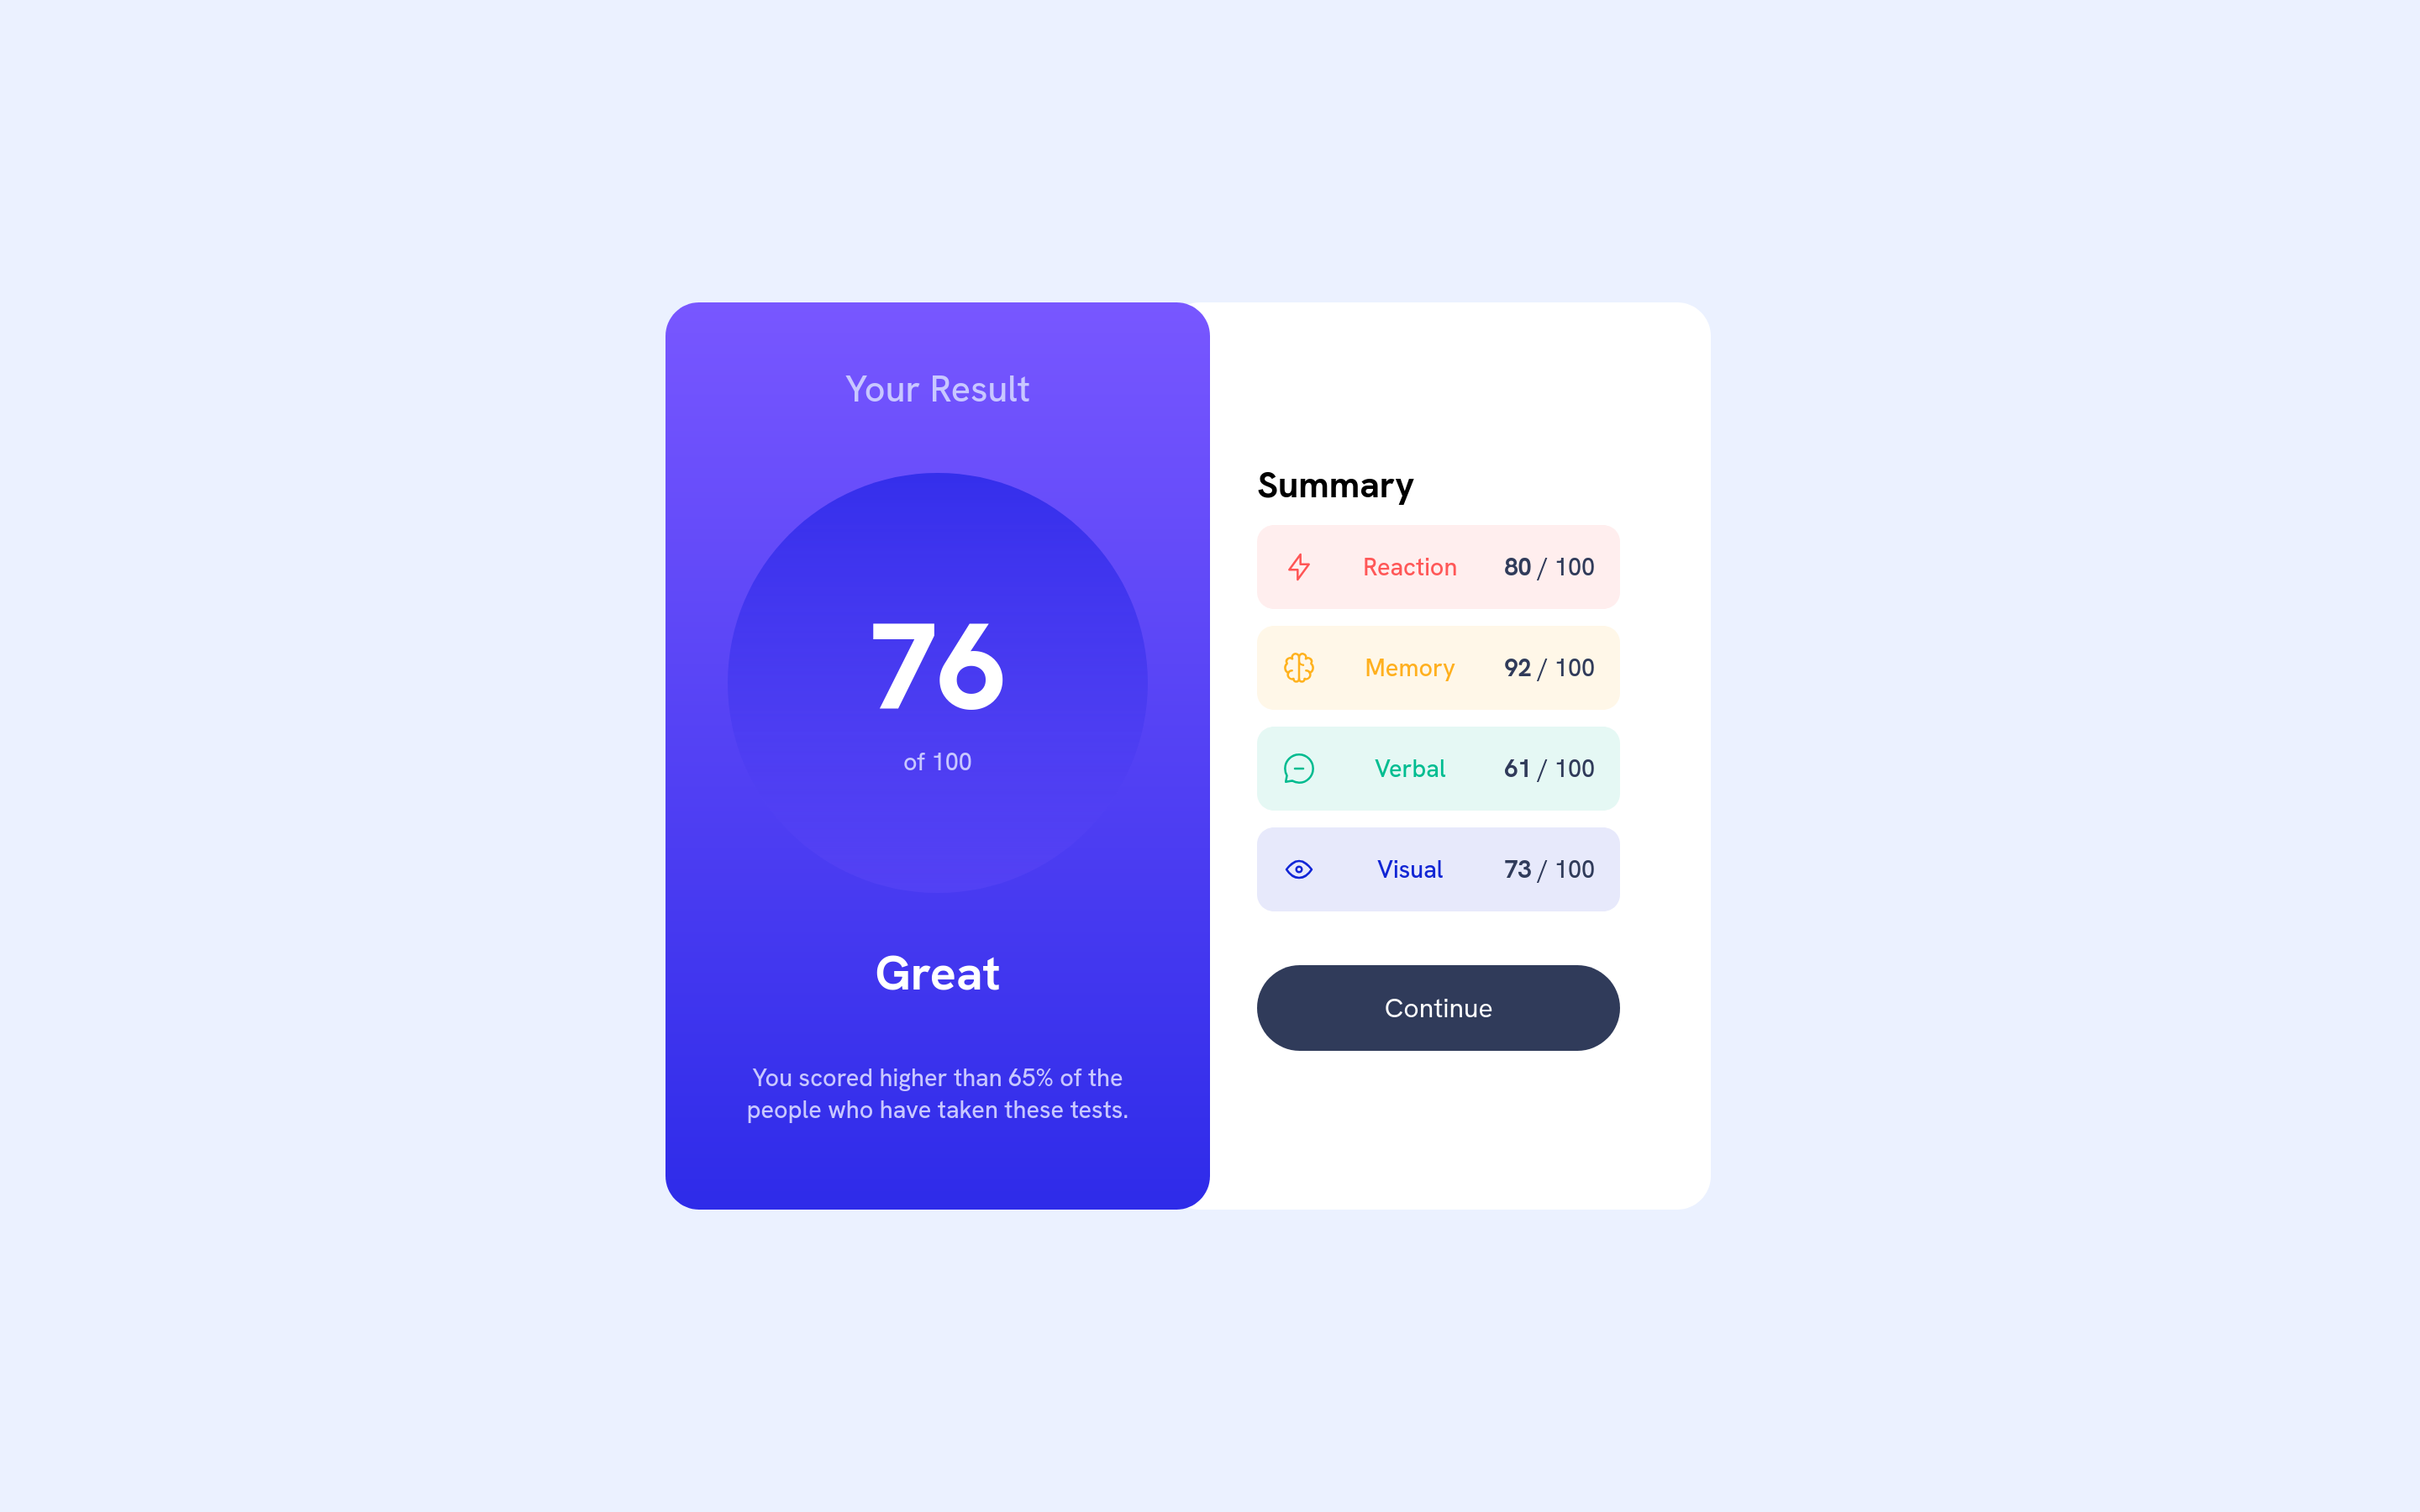 Your Result
76
of 100
Great
You scored higher than 65% of the
people who have taken these tests.
Summary
Reaction 80 / 100
Memory 92 / 100
Verbal 61 / 100
Visual 73 / 100
Continue